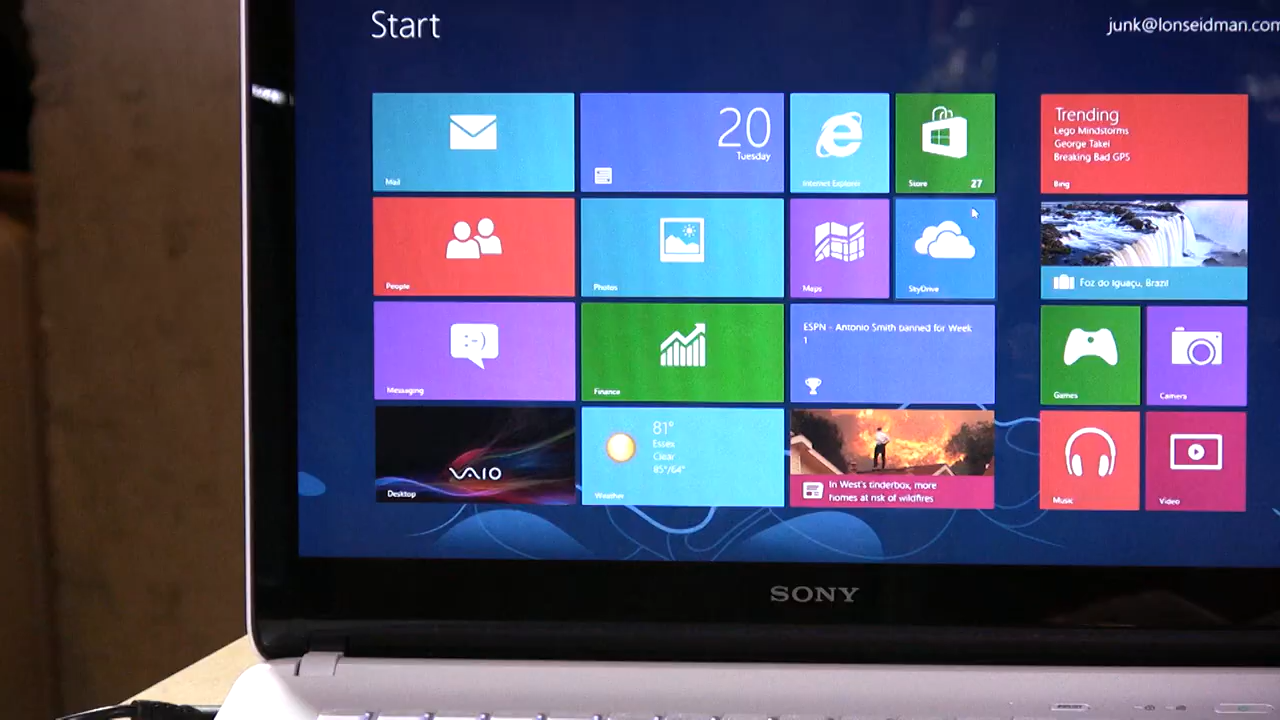 Start
junk@lonseidman.com
Mail
20
Tuesday
Internet Explorer
Store
27
Trending
Lego Mindstorms
George Takei
Breaking Bad GPS
Bing
People
Photos
Maps
SkyDrive
Foz do Iguaçu, Brazil
Messaging
Finance
ESPN - Antonio Smith banned for Week
1
Games
Camera
VAIO
Desktop
81°
Essex
Clear
85°/64°
Weather
In West's tinderbox, more
homes at risk of wildfires
Music
Video
SONY